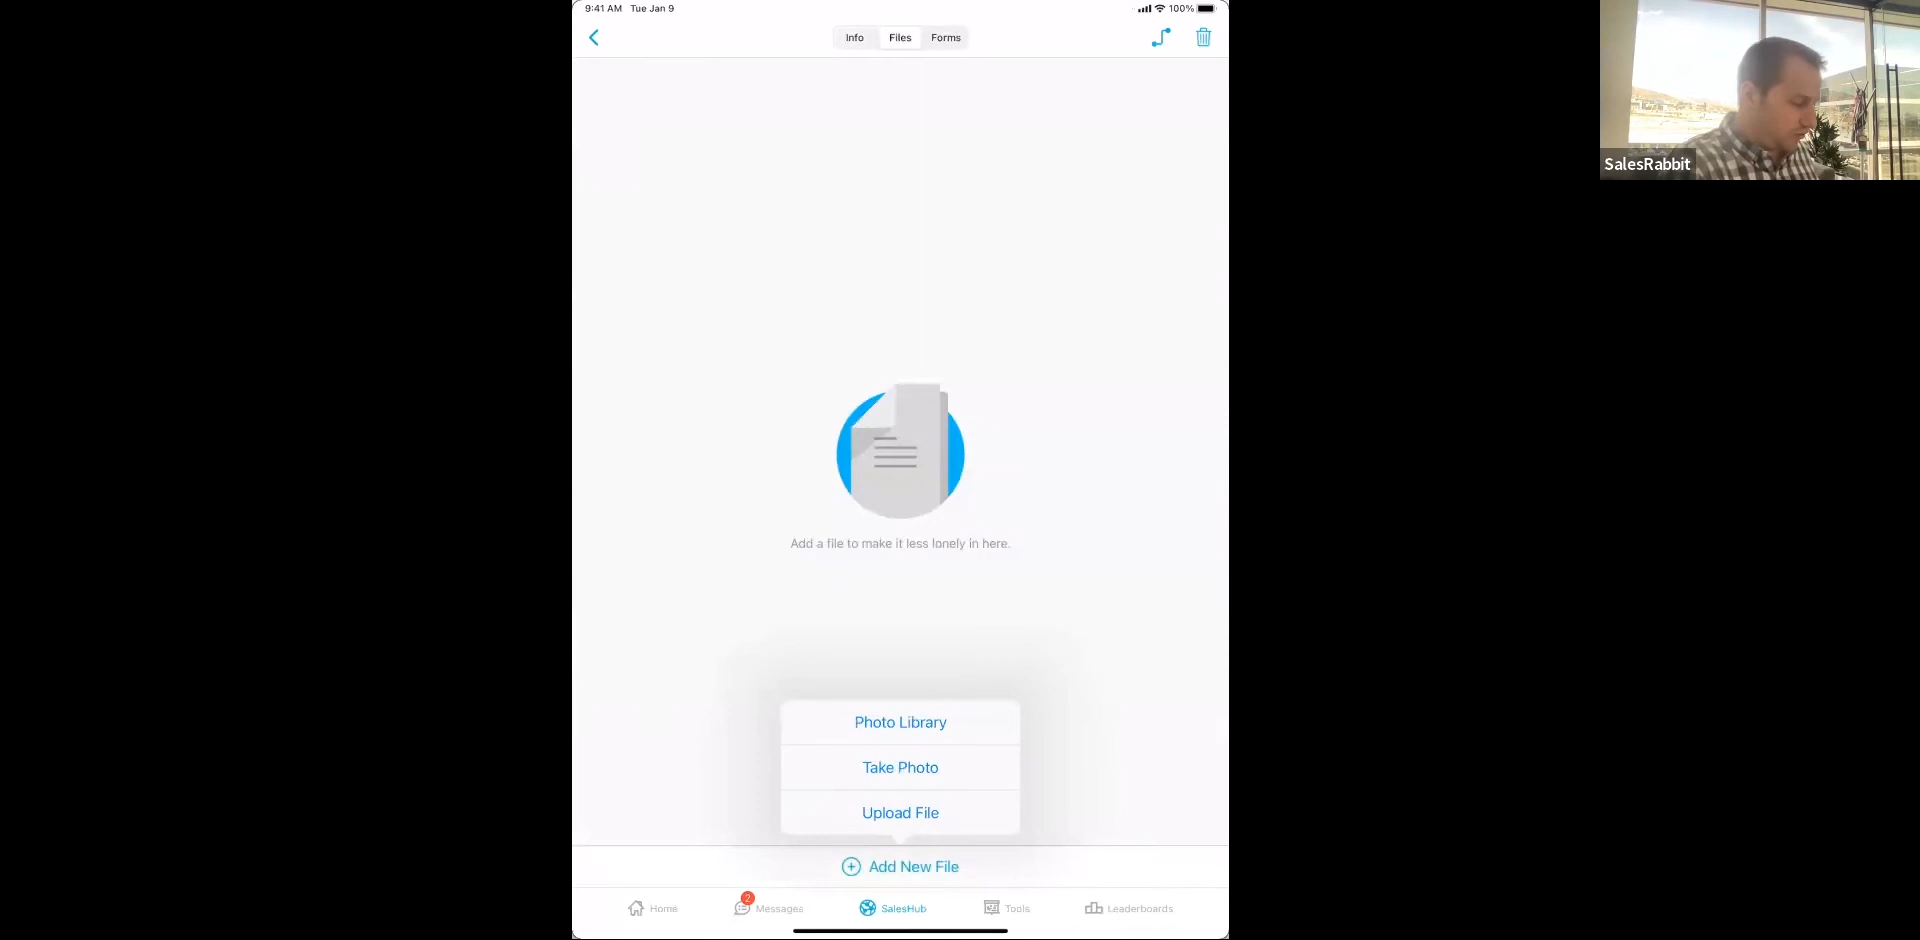 9:41 AM Tue Jan 9 100%
Info Files Forms
SalesRabbit
Add a file to make it less lonely in here.
Photo Library
Take Photo
Upload File
Add New File
2
Home Messages SalesHub Tools Leaderboards